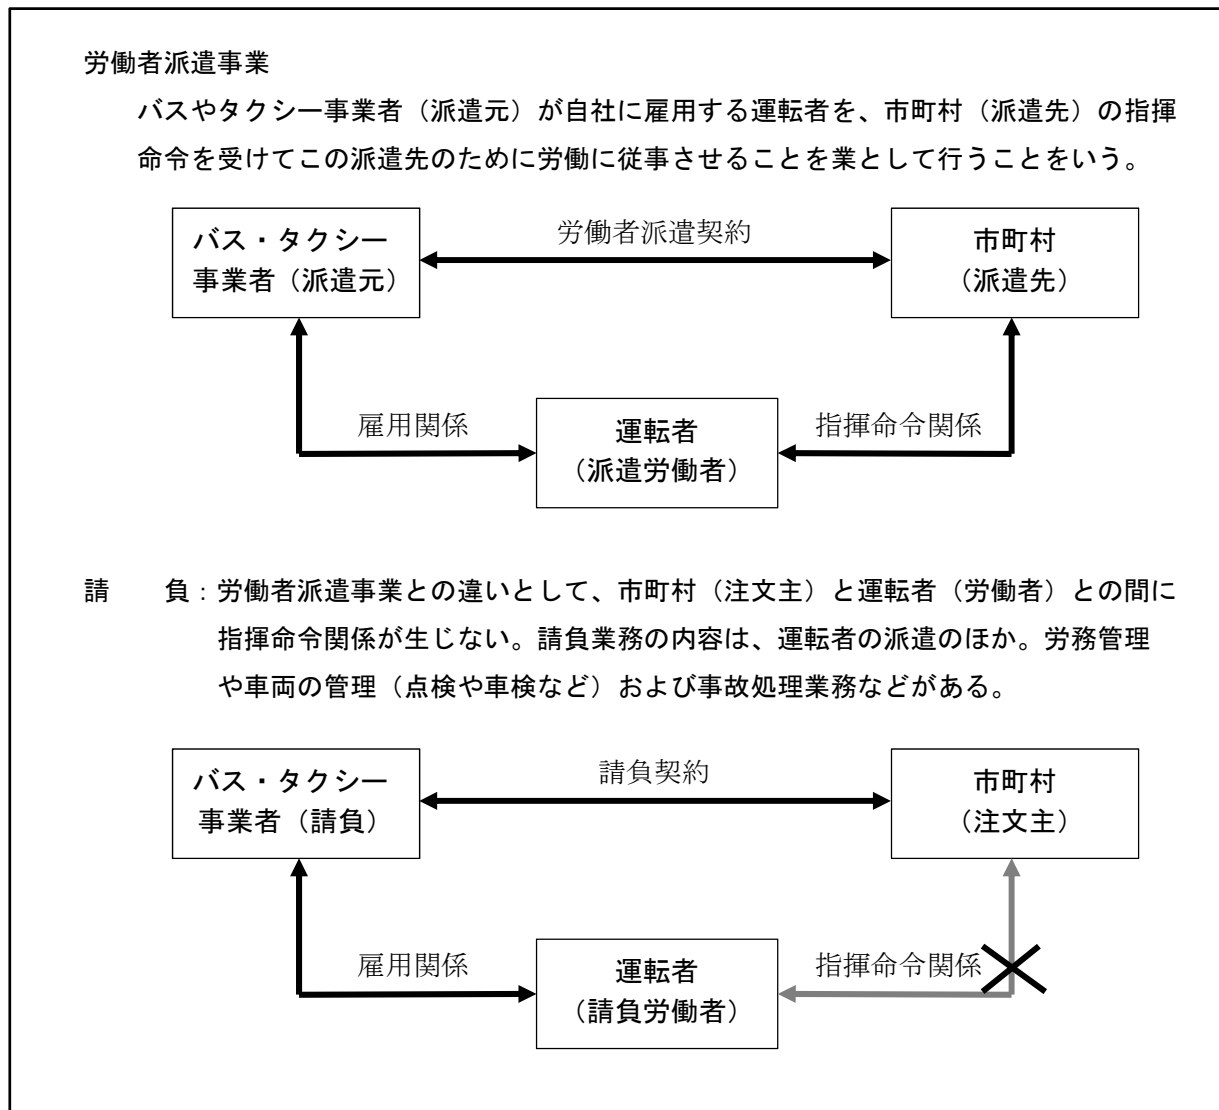 労働者派遣事業
バスやタクシー事業者（派遣元）が自社に雇用する運転者を、市町村（派遣先）の指揮
命令を受けてこの派遣先のために労働に従事させることを業として行うことをいう。
バス・タクシー
事業者（派遣元）
労働者派遣契約
市町村
（派遣先）
雇用関係
運転者
（派遣労働者）
指揮命令関係
請　　負：労働者派遣事業との違いとして、市町村（注文主）と運転者（労働者）との間に
指揮命令関係が生じない。請負業務の内容は、運転者の派遣のほか。労務管理
や車両の管理（点検や車検など）および事故処理業務などがある。
バス・タクシー
事業者（請負）
請負契約
市町村
（注文主）
雇用関係
運転者
（請負労働者）
指揮命令関係